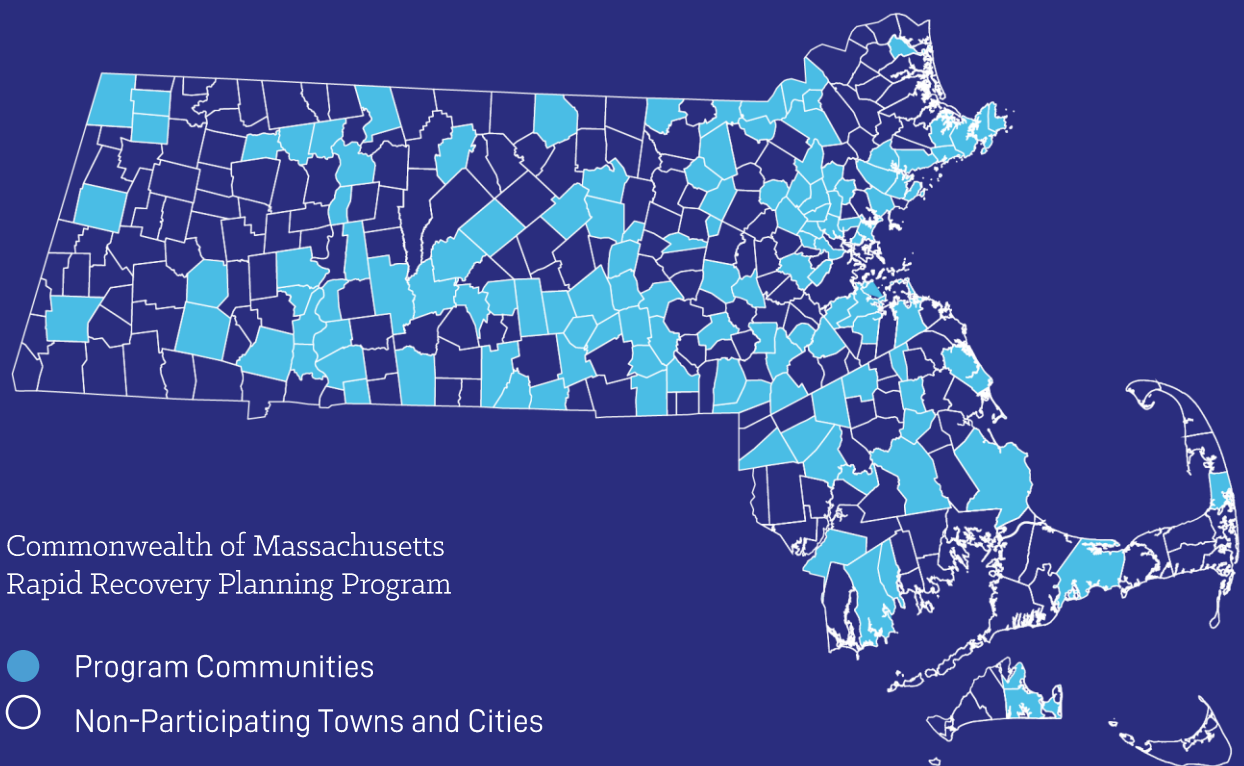 Commonwealth of Massachusetts
Rapid Recovery Planning Program
Program Communities
Non-Participating Towns and Cities